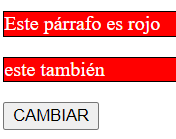 Este párrafo es rojo
este también
CAMBIAR